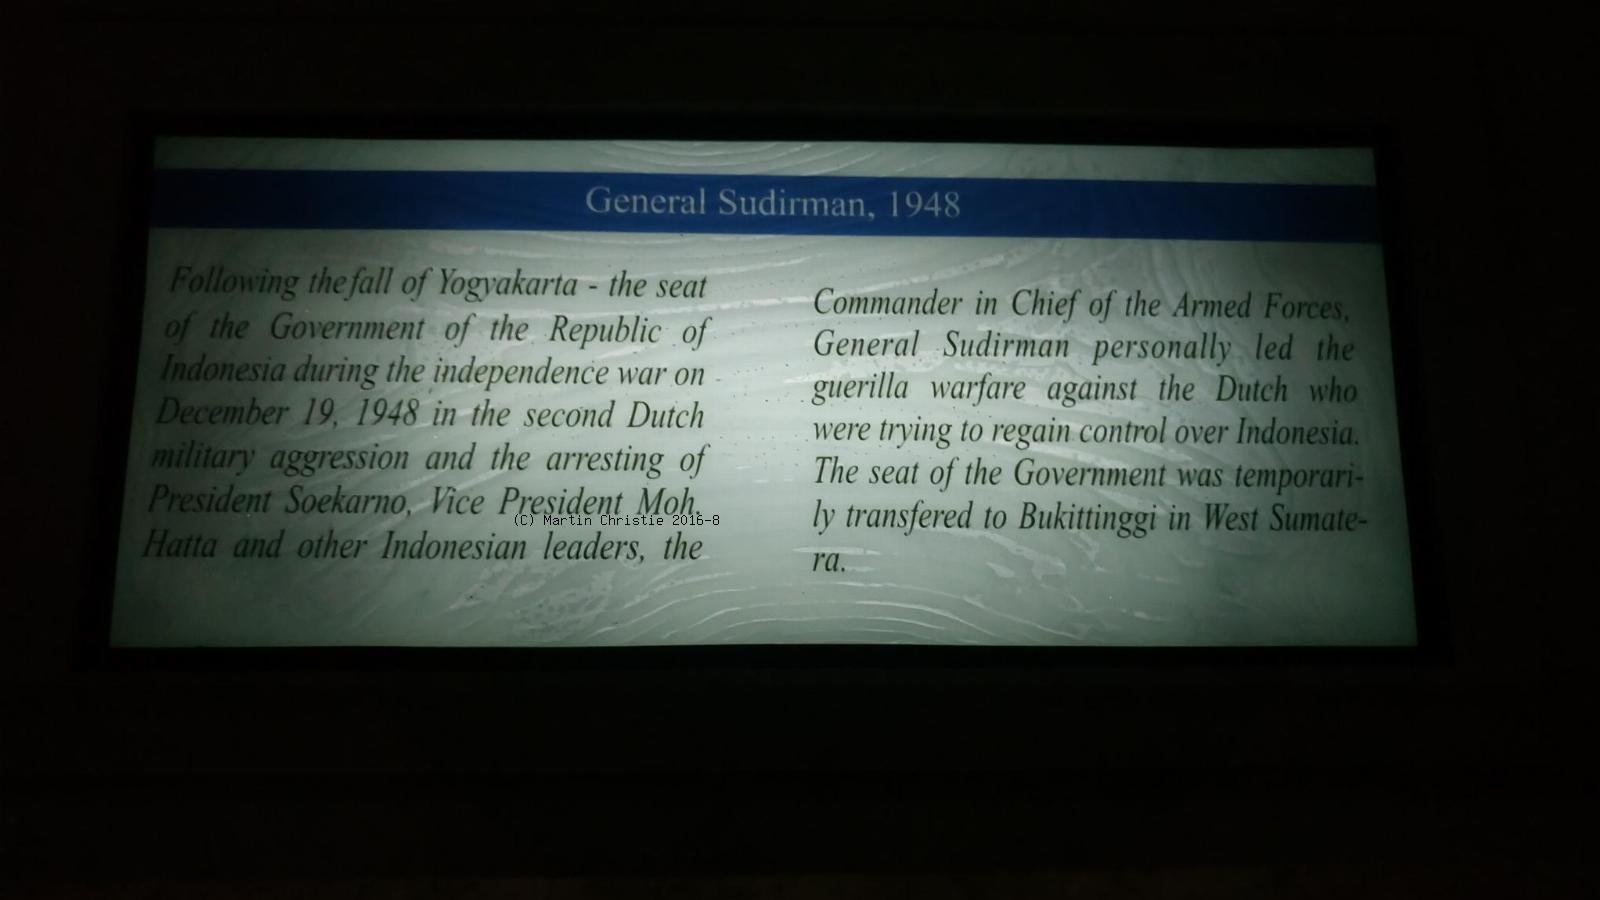 General Sudirman, 1948
Following the fall of Yogyakarta - the seat
of the Government of the Republic of
Indonesia during the independence war on
December 19, 1948 in the second Dutch
military aggression and the arresting of
President Soekarno, Vice President Moh.
Hatta and other Indonesian leaders, the
Commander in Chief of the Armed Forces,
General Sudirman personally led the
guerilla warfare against the Dutch who
were trying to regain control over Indonesia.
The seat of the Government was temporari-
ly transfered to Bukittinggi in West Sumate-
ra.
(C) Martin Christie 2016-8